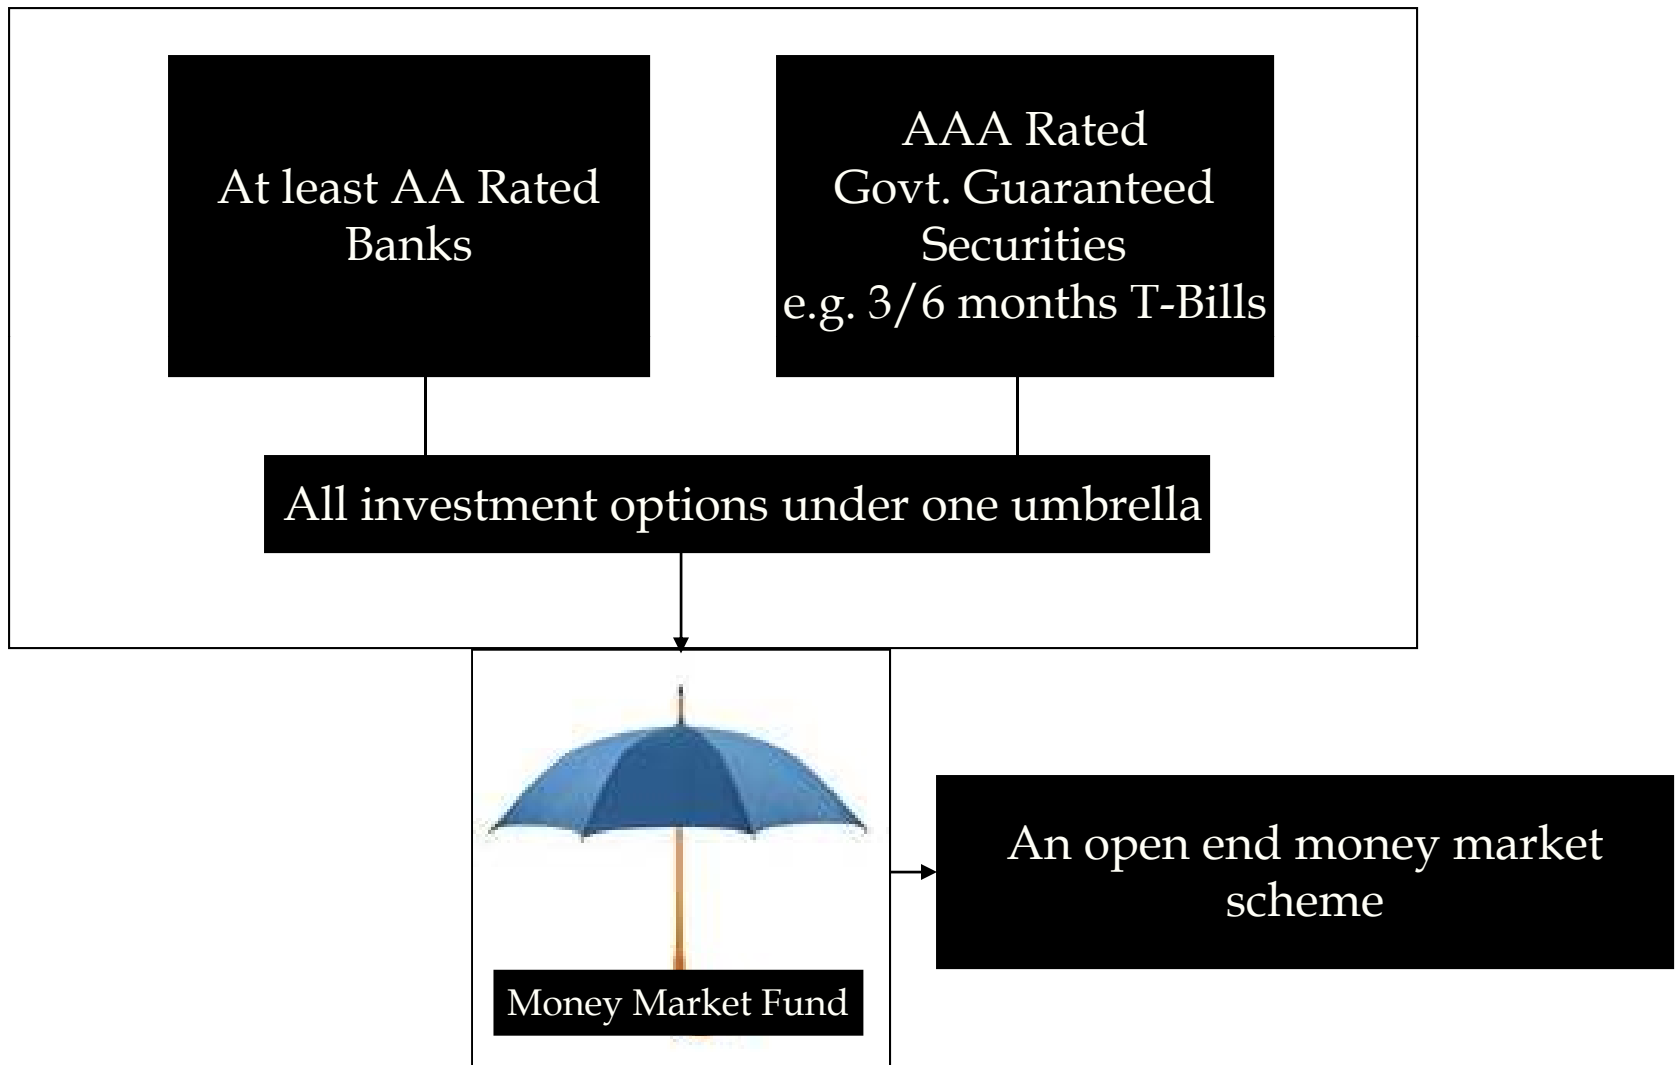 At least AA Rated
Banks
AAA Rated
Govt. Guaranteed
Securities
e.g. 3/6 months T-Bills
All investment options under one umbrella
Money Market Fund
An open end money market
scheme